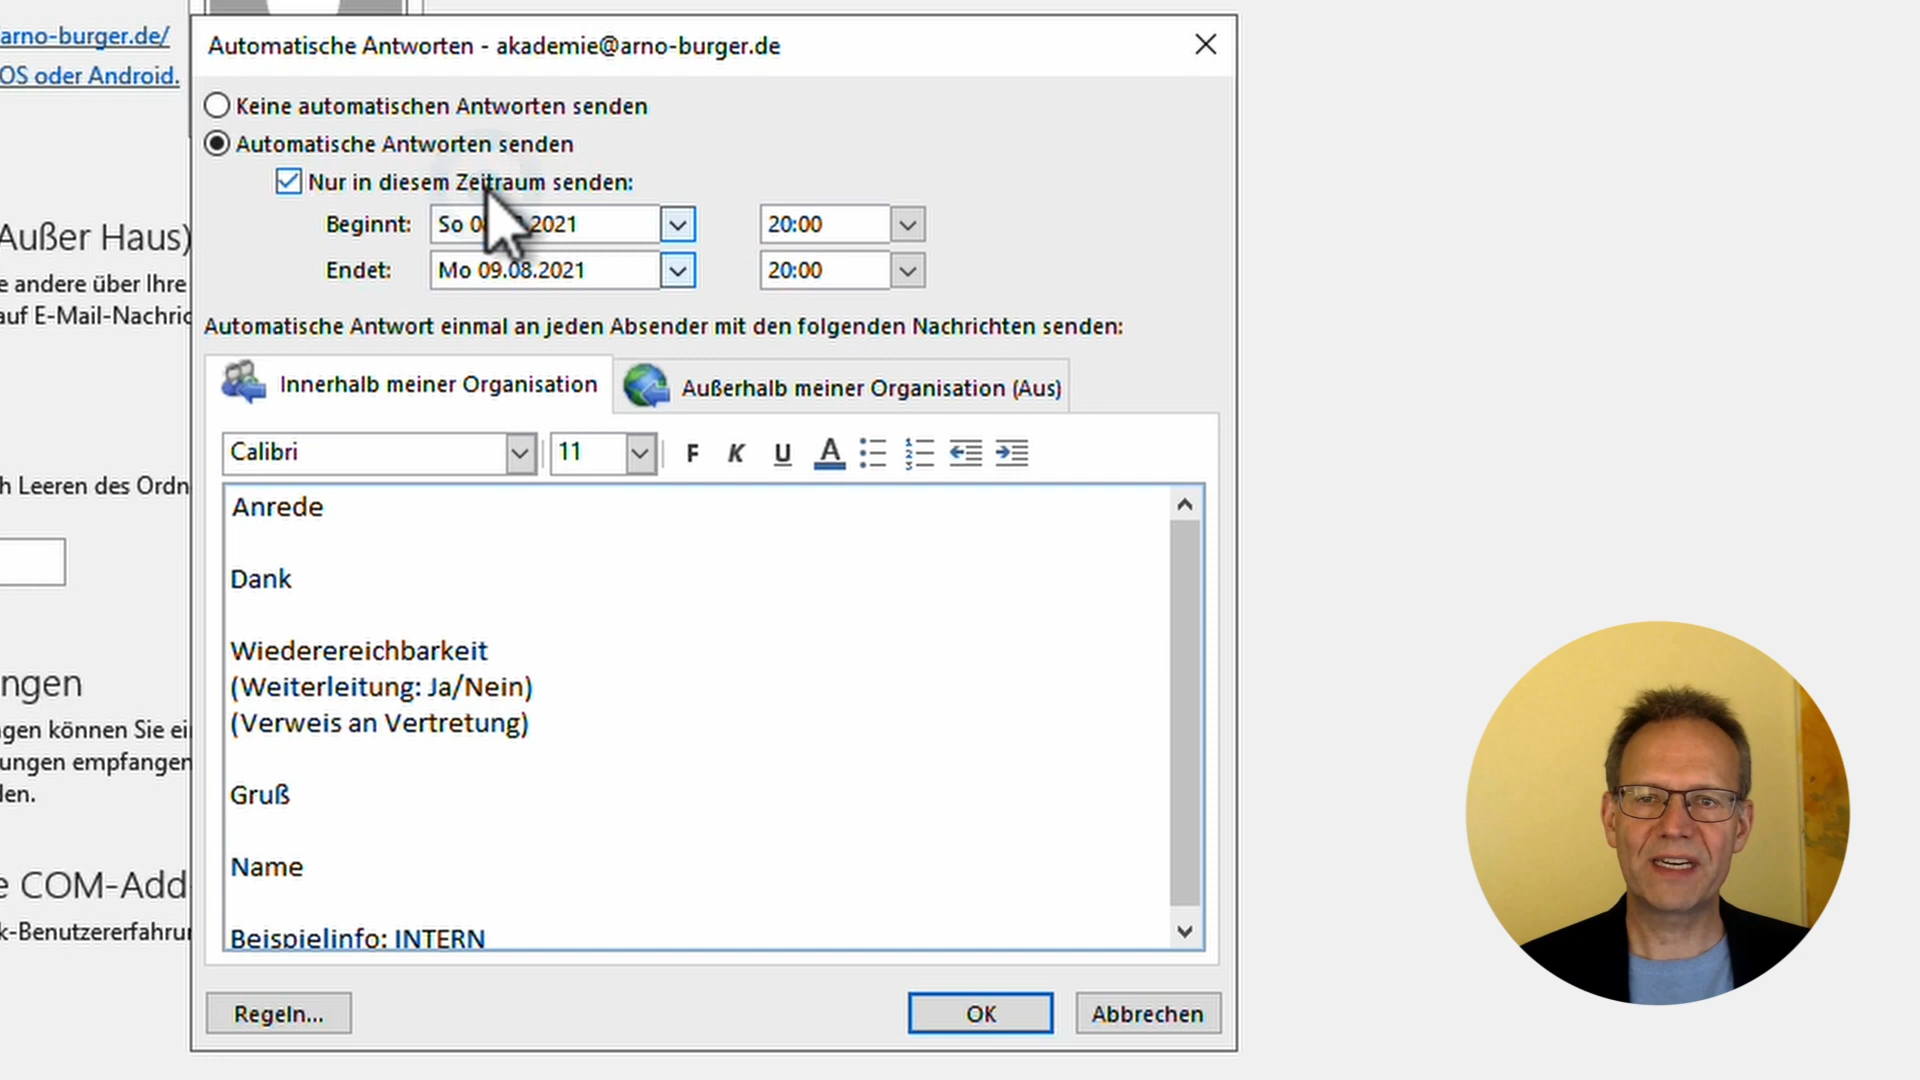 arno-burger.de/
OS oder Android.
Außer Haus)
e andere über Ihre
auf E-Mail-Nachric
h Leeren des Ordn
ngen
gen können Sie ei
ungen empfangen
len.
e COM-Add
k-Benutzererfahrun
Automatische Antworten - akademie@arno-burger.de
Keine automatischen Antworten senden
Automatische Antworten senden
Nur in diesem Zeitraum senden:
Beginnt: So 2021 20:00
Endet: Mo 09.08.2021 20:00
Automatische Antwort einmal an jeden Absender mit den folgenden Nachrichten senden:
Innerhalb meiner Organisation
Außerhalb meiner Organisation (Aus)
Calibri 11 F K U A
Anrede
Dank
Wiederereichbarkeit
(Weiterleitung: Ja/Nein)
(Verweis an Vertretung)
Gruß
Name
Beispielinfo: INTERN
Regeln... OK Abbrechen